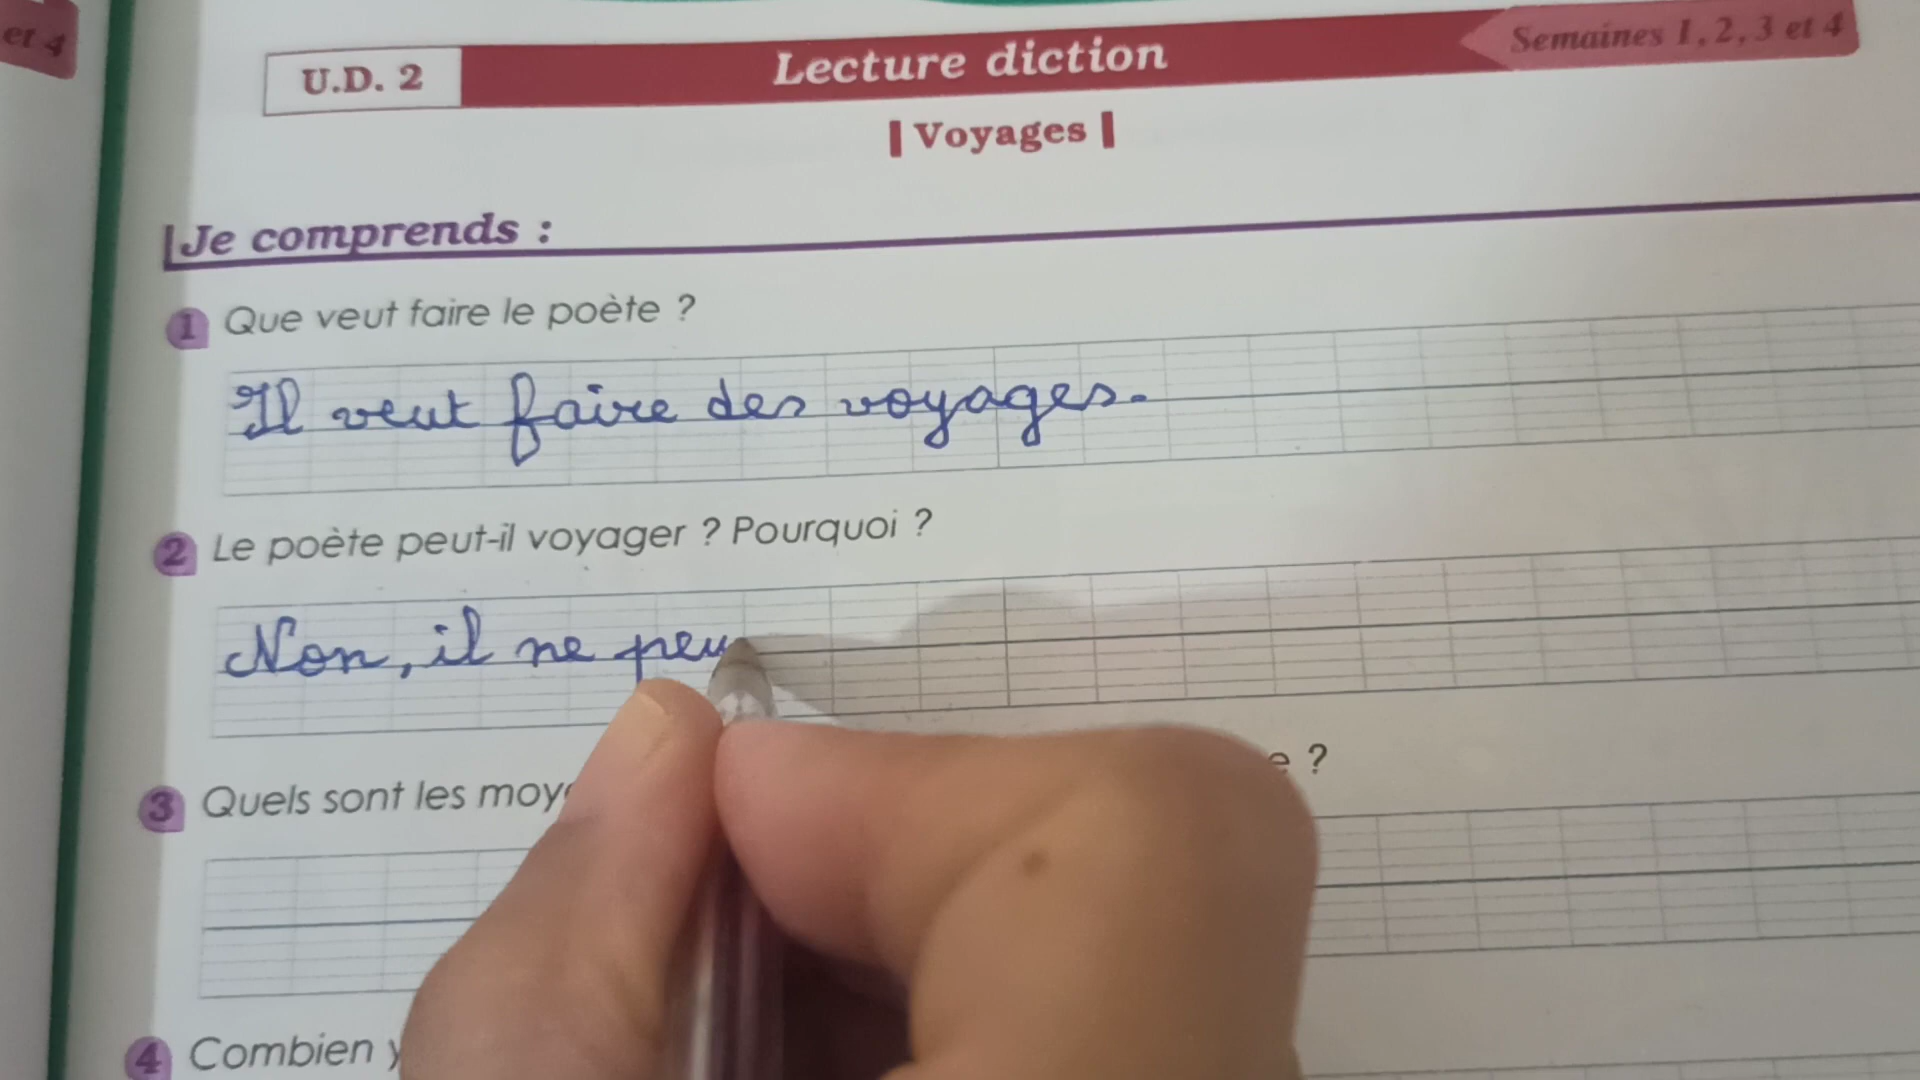 et 4
U.D. 2
Lecture diction
Semaines 1, 2, 3 et 4
Voyages
Je comprends :
1 Que veut faire le poète ?
Il veut faire des voyages.
2 Le poète peut-il voyager ? Pourquoi ?
Non, il ne peu
3 Quels sont les ?
4 Combien